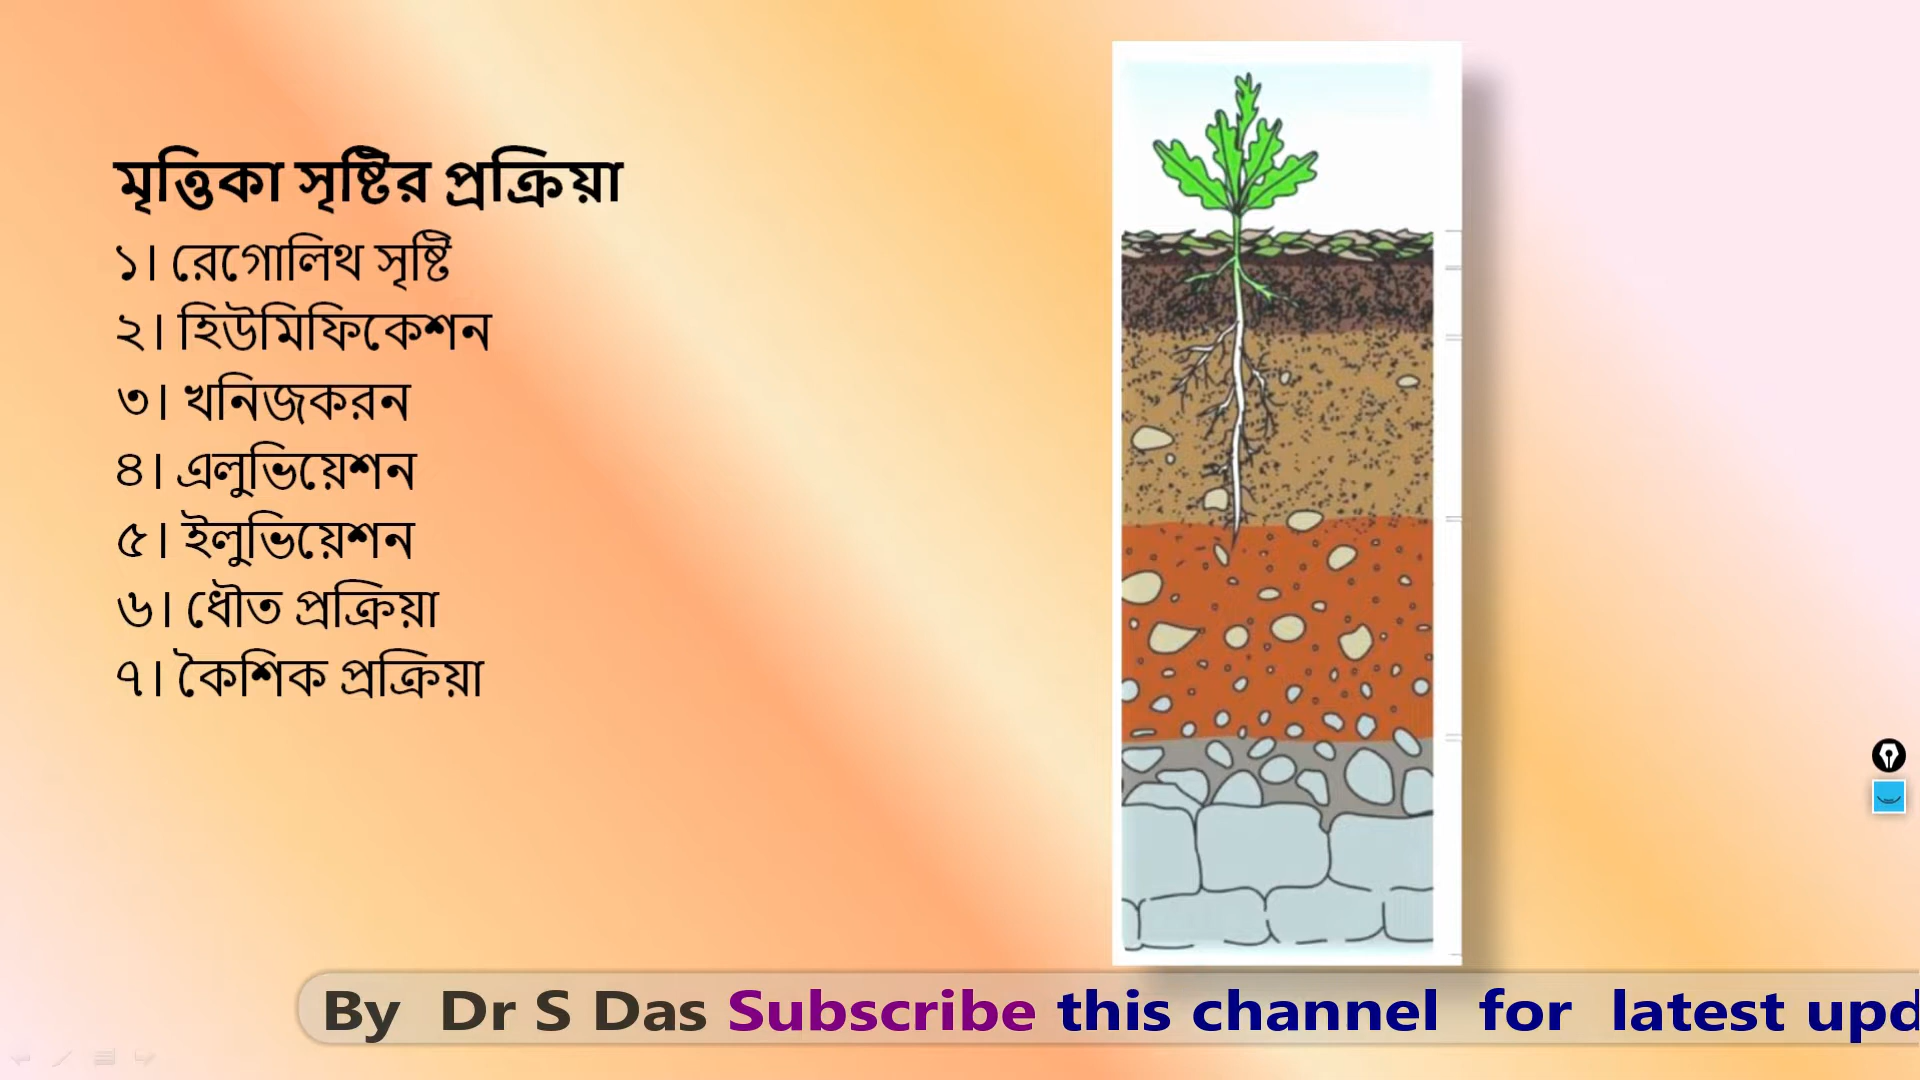 মৃত্তিকা সৃষ্টির প্রক্রিয়া
১। রেগোলিথ সৃষ্টি
২। হিউমিফিকেশন
৩। খনিজকরন
৪। এলুভিয়েশন
৫। ইলুভিয়েশন
৬। ধৌত প্রক্রিয়া
৭। কৈশিক প্রক্রিয়া
By Dr S Das Subscribe this channel for latest upd